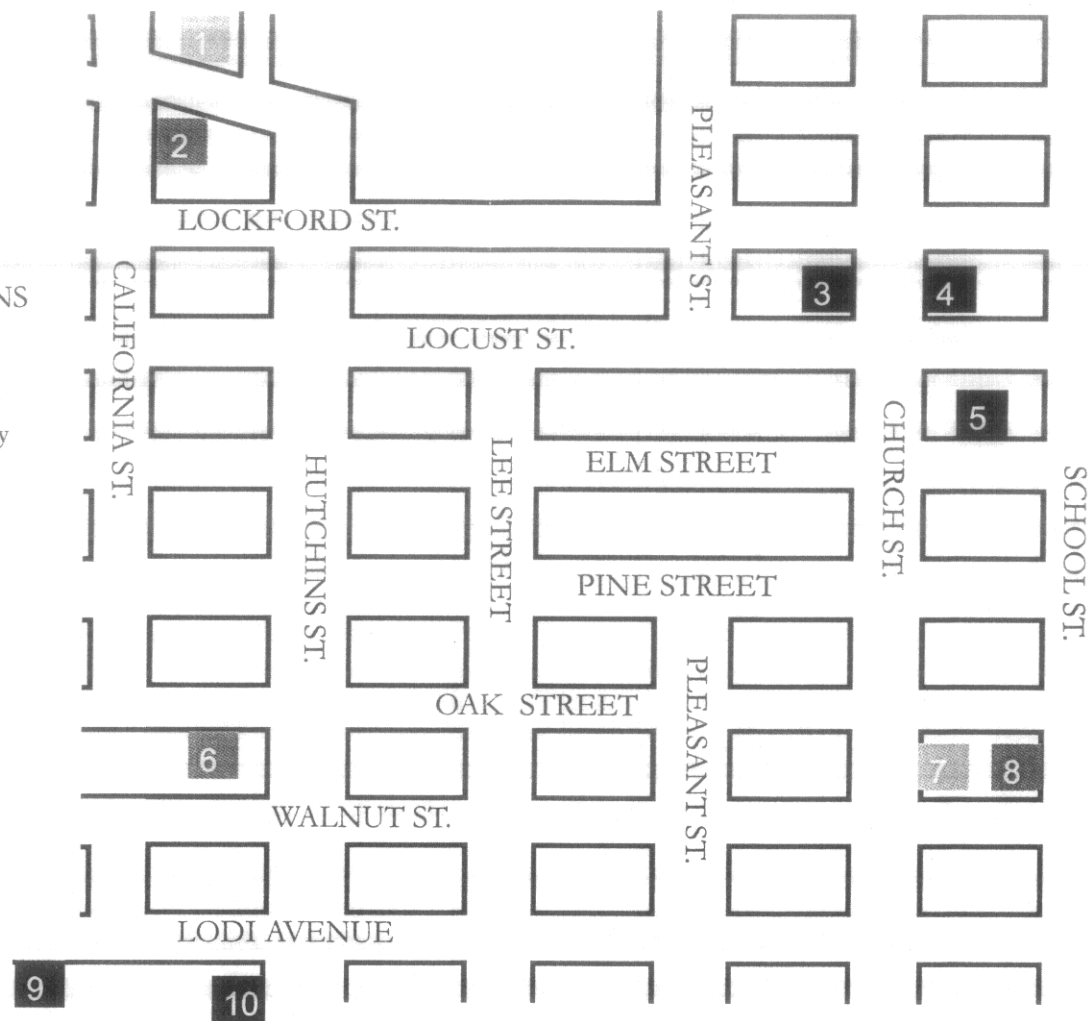 1
2
PLEASANT ST.
LOCKFORD ST.
NS
CALIFORNIA ST.
3
4
LOCUST ST.
y
5
CHURCH ST.
ELM STREET
LEE STREET
HUTCHINS ST.
SCHOOL ST.
PINE STREET
OAK STREET
PLEASANT ST.
6
7
8
WALNUT ST.
LODI AVENUE
9
10